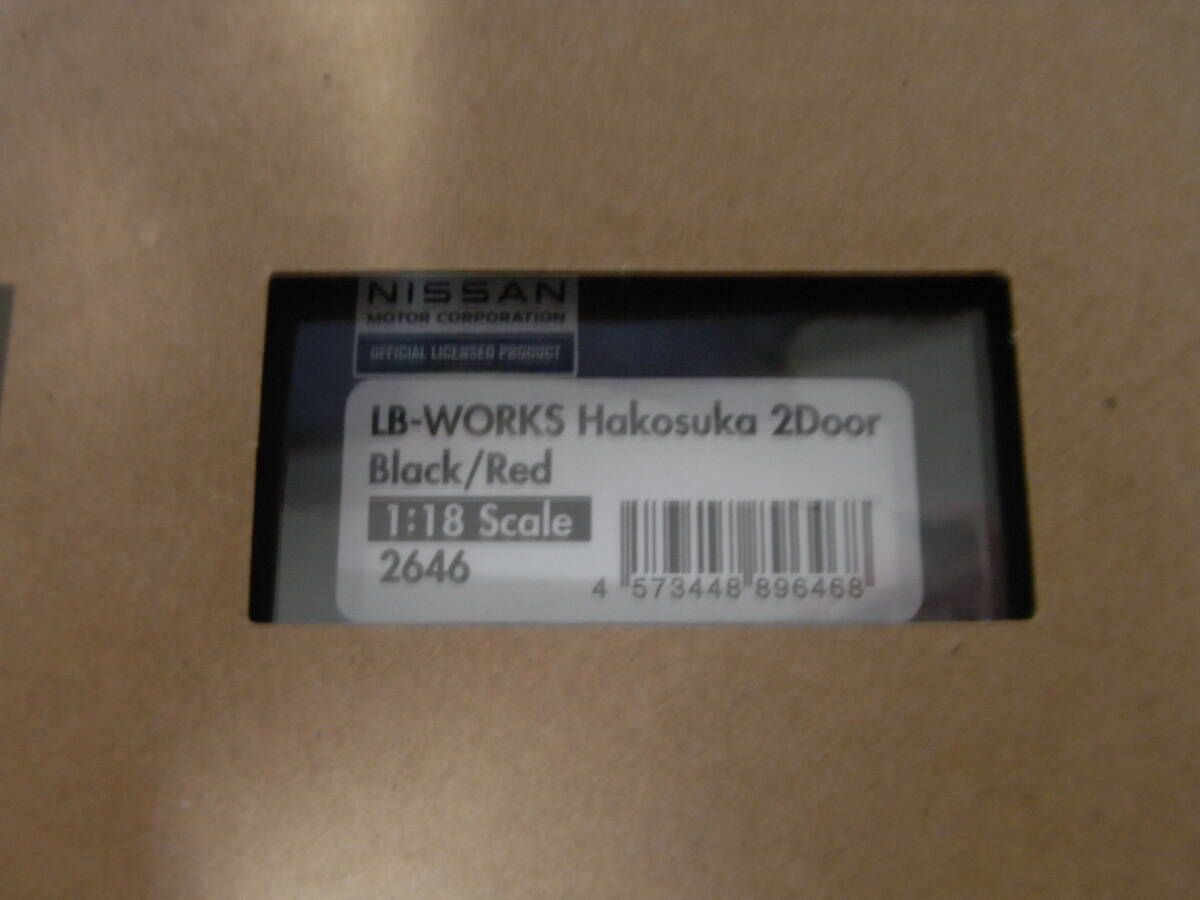 NISSAN
MOTOR CORPORATION
OFFICIAL LICENSED PRODUCT
LB-WORKS Hakosuka 2Door
Black/Red
1:18 Scale
2646
4 573448 896468